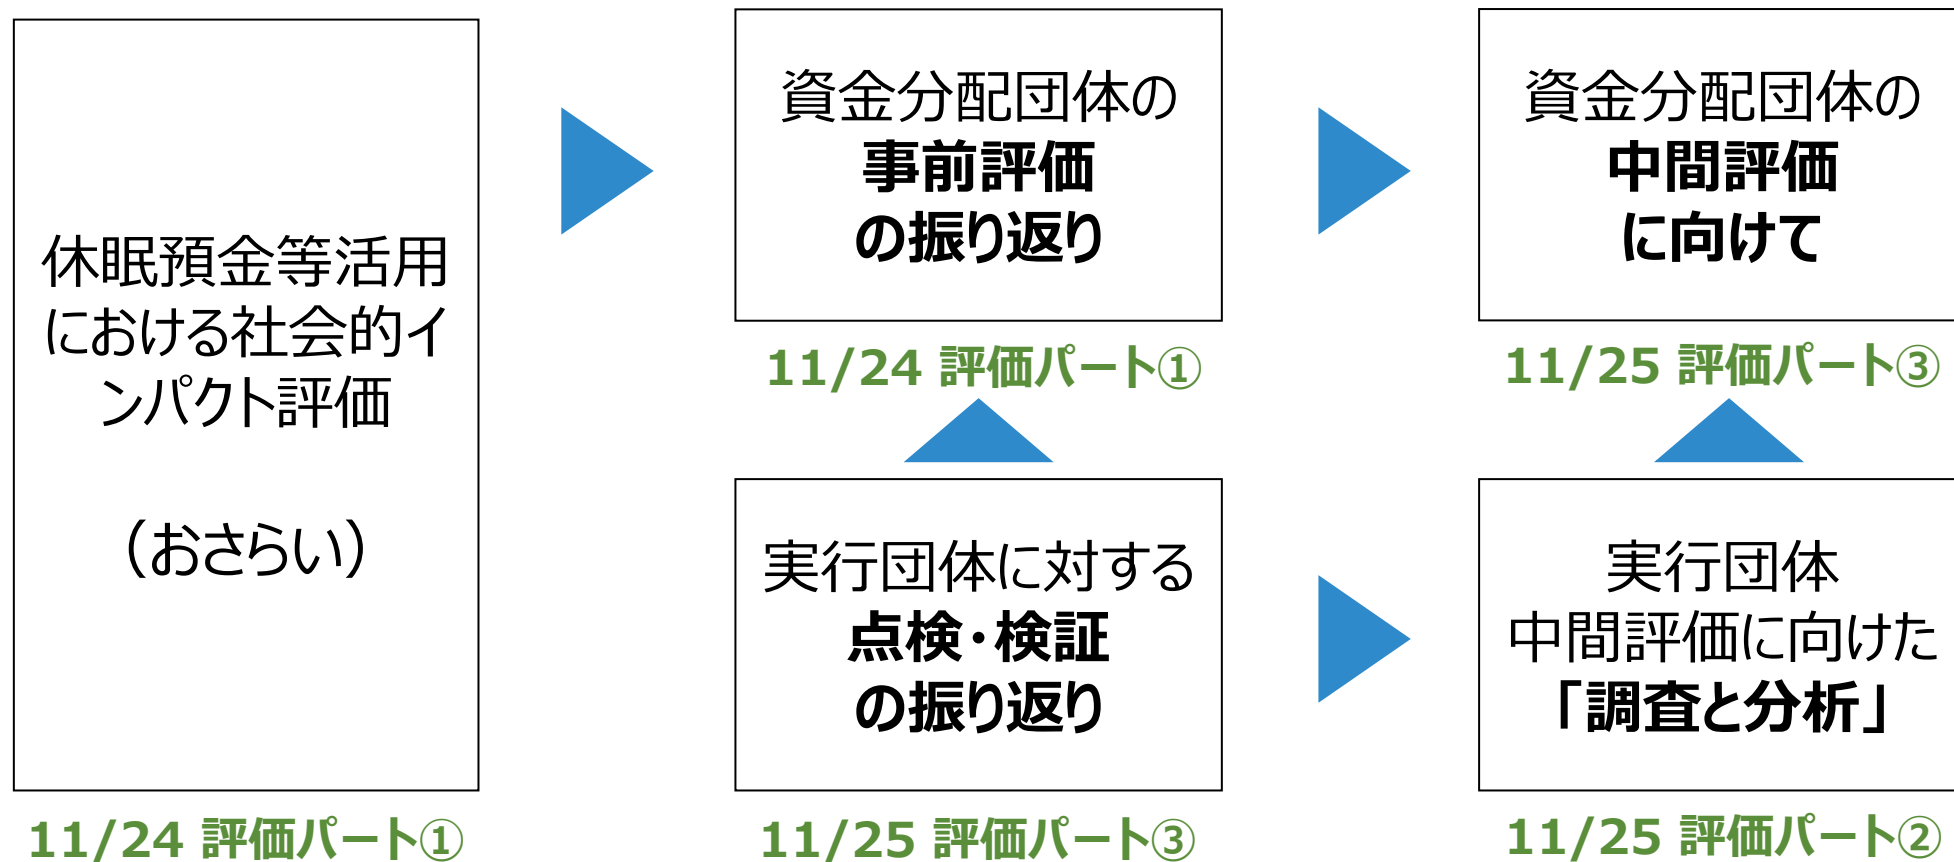 休眠預金等活用
における社会的イ
ンパクト評価
（おさらい）
11/24 評価パート①
資金分配団体の
事前評価
の振り返り
11/24 評価パート①
資金分配団体の
中間評価
に向けて
11/25 評価パート③
実行団体に対する
点検・検証
の振り返り
11/25 評価パート③
実行団体
中間評価に向けた
「調査と分析」
11/25 評価パート②